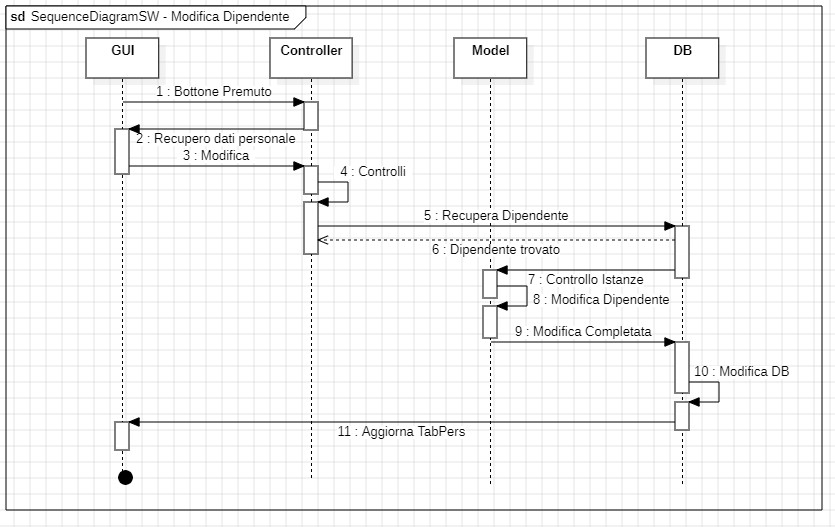 sd SequenceDiagramSW - Modifica Dipendente
GUI
Controller
Model
DB
1 : Bottone Premuto
2 : Recupero dati personale
3 : Modifica
4 : Controlli
5 : Recupera Dipendente
6 : Dipendente trovato
7 : Controllo Istanze
8 : Modifica Dipendente
9 : Modifica Completata
10 : Modifica DB
11 : Aggiorna TabPers